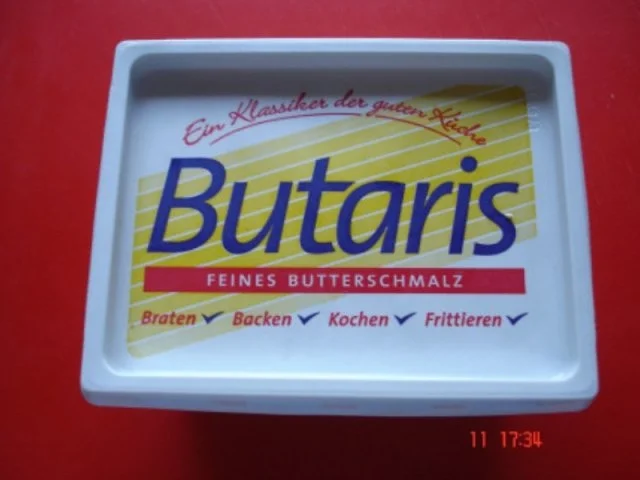 Ein Klassiker der guten Küche
Butaris
FEINES BUTTERSCHMALZ
Braten Backen Kochen Frittieren
11 17:34